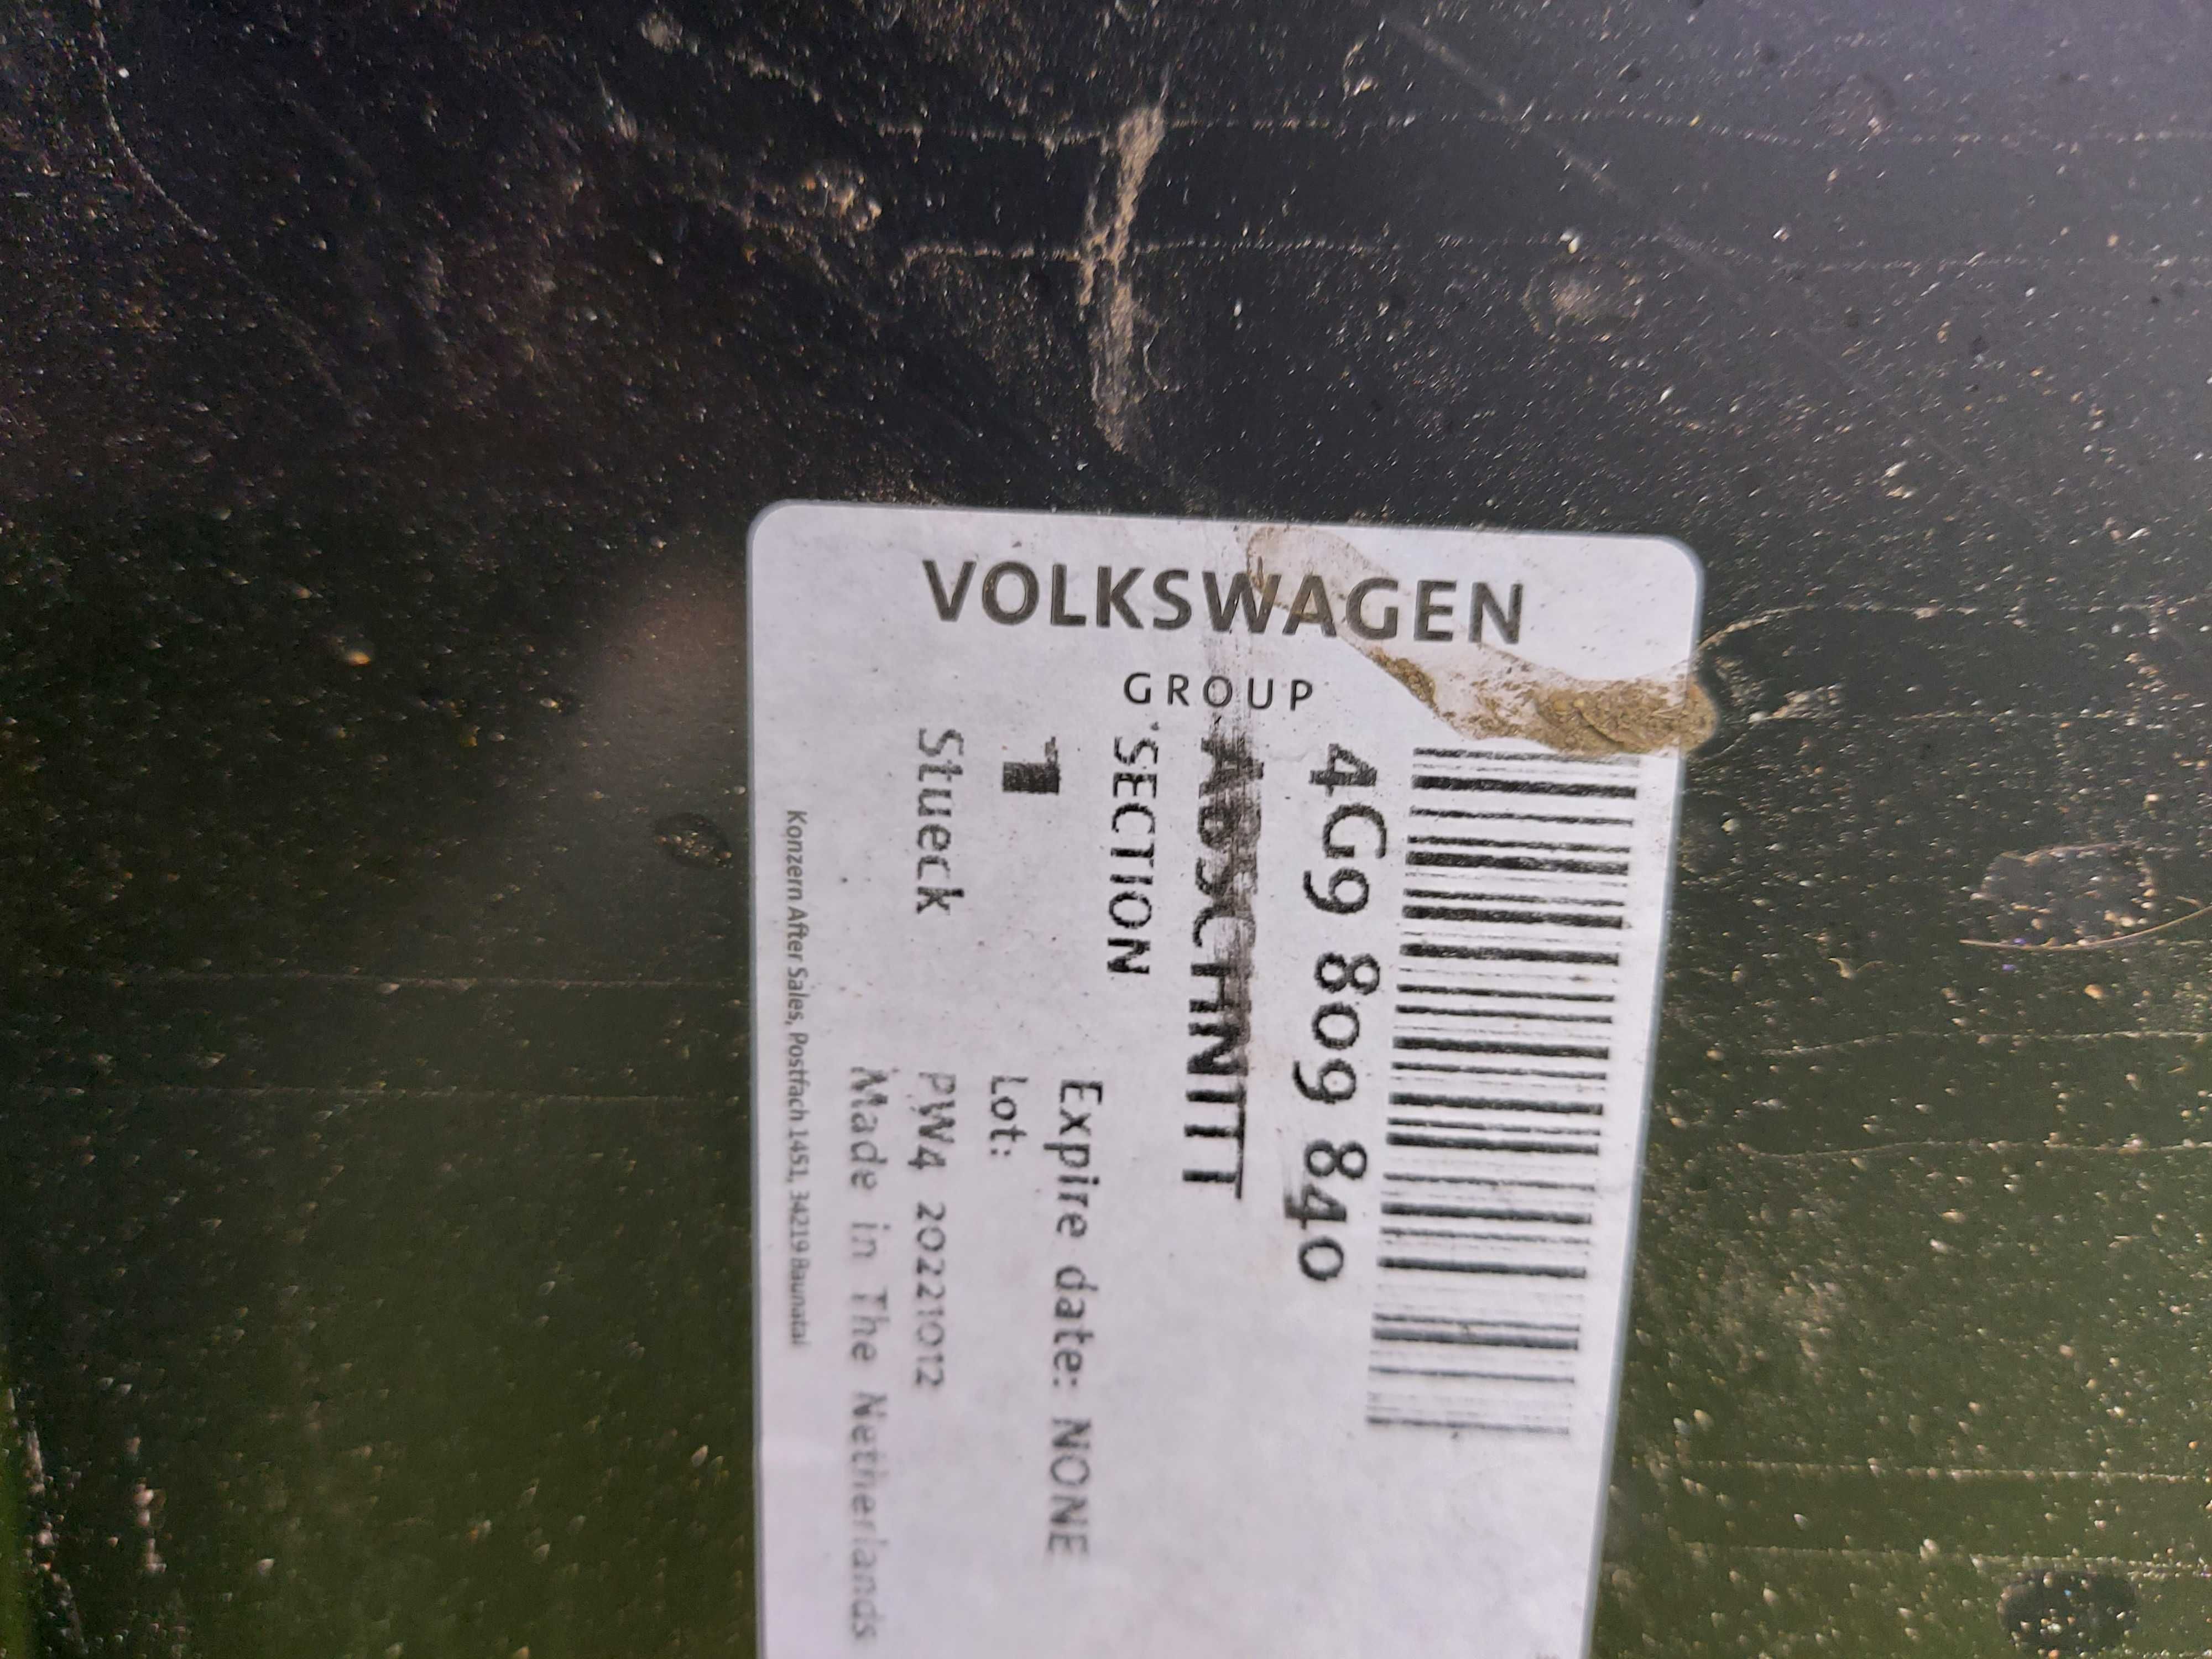 VOLKSWAGEN
GROUP
4G9 809 840
ABSCHNITT
SECTION
1
Stueck
Expire date: NONE
Lot:
PW4 20221012
Made in The Netherlands
Konzern After Sales, Postfach 1451, 34219 Baunatal